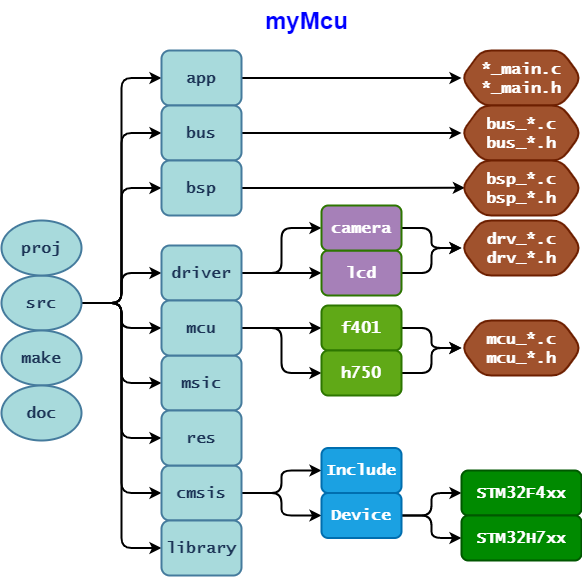 myMcu
app
*_main.c
*_main.h
bus
bus_*.c
bus_*.h
bsp
bsp_*.c
bsp_*.h
proj
src
make
doc
driver
camera
lcd
drv_*.c
drv_*.h
mcu
f401
h750
mcu_*.c
mcu_*.h
msic
res
cmsis
Include
Device
STM32F4xx
STM32H7xx
library